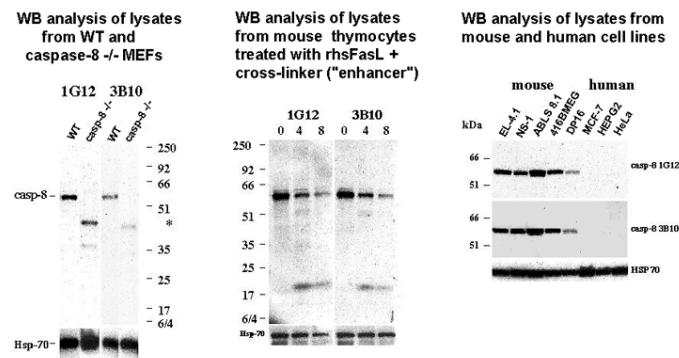 WB analysis of lysates
from WT and
caspase-8 -/- MEFs
1G12 3B10
WT casp-8 -/- WT casp-8 -/-
250
92
66
casp-8
51
*
35
25
17
6/4
Hsp-70
WB analysis of lysates
from mouse thymocytes
treated with rhsFasL +
cross-linker ("enhancer")
1G12 3B10
0 4 8 0 4 8
250
92
66
51
35
25
17
6/4
Hsp-70
WB analysis of lysates from
mouse and human cell lines
mouse human
EL-4.1 NS-1 ABLS 8.1 416BMEG DP16 MCF-7 HEPG2 HeLa
kDa
66
casp-8 1G12
51
66
casp-8 3B10
51
HSP70